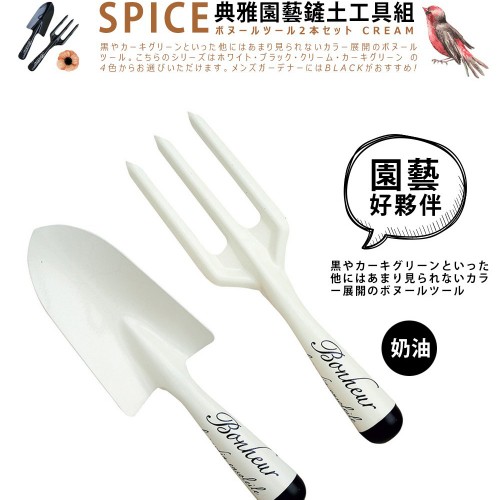 SPICE 典雅園藝鏟土工具組
ボヌールツール2本セット CREAM
黒やカーキグリーンといった他にはあまり見られないカラー展開のボヌール
ツール。こちらのシリーズはホワイト・ブラック・クリーム・カーキグリーン の
4色からお選びいただけます。メンズガーデナーにはBLACKがおすすめ!
園藝
好夥伴
黒やカーキグリーンといった
他にはあまり見られないカラ
ー展開のボヌールツール
奶油
Bonheur
Bonheur